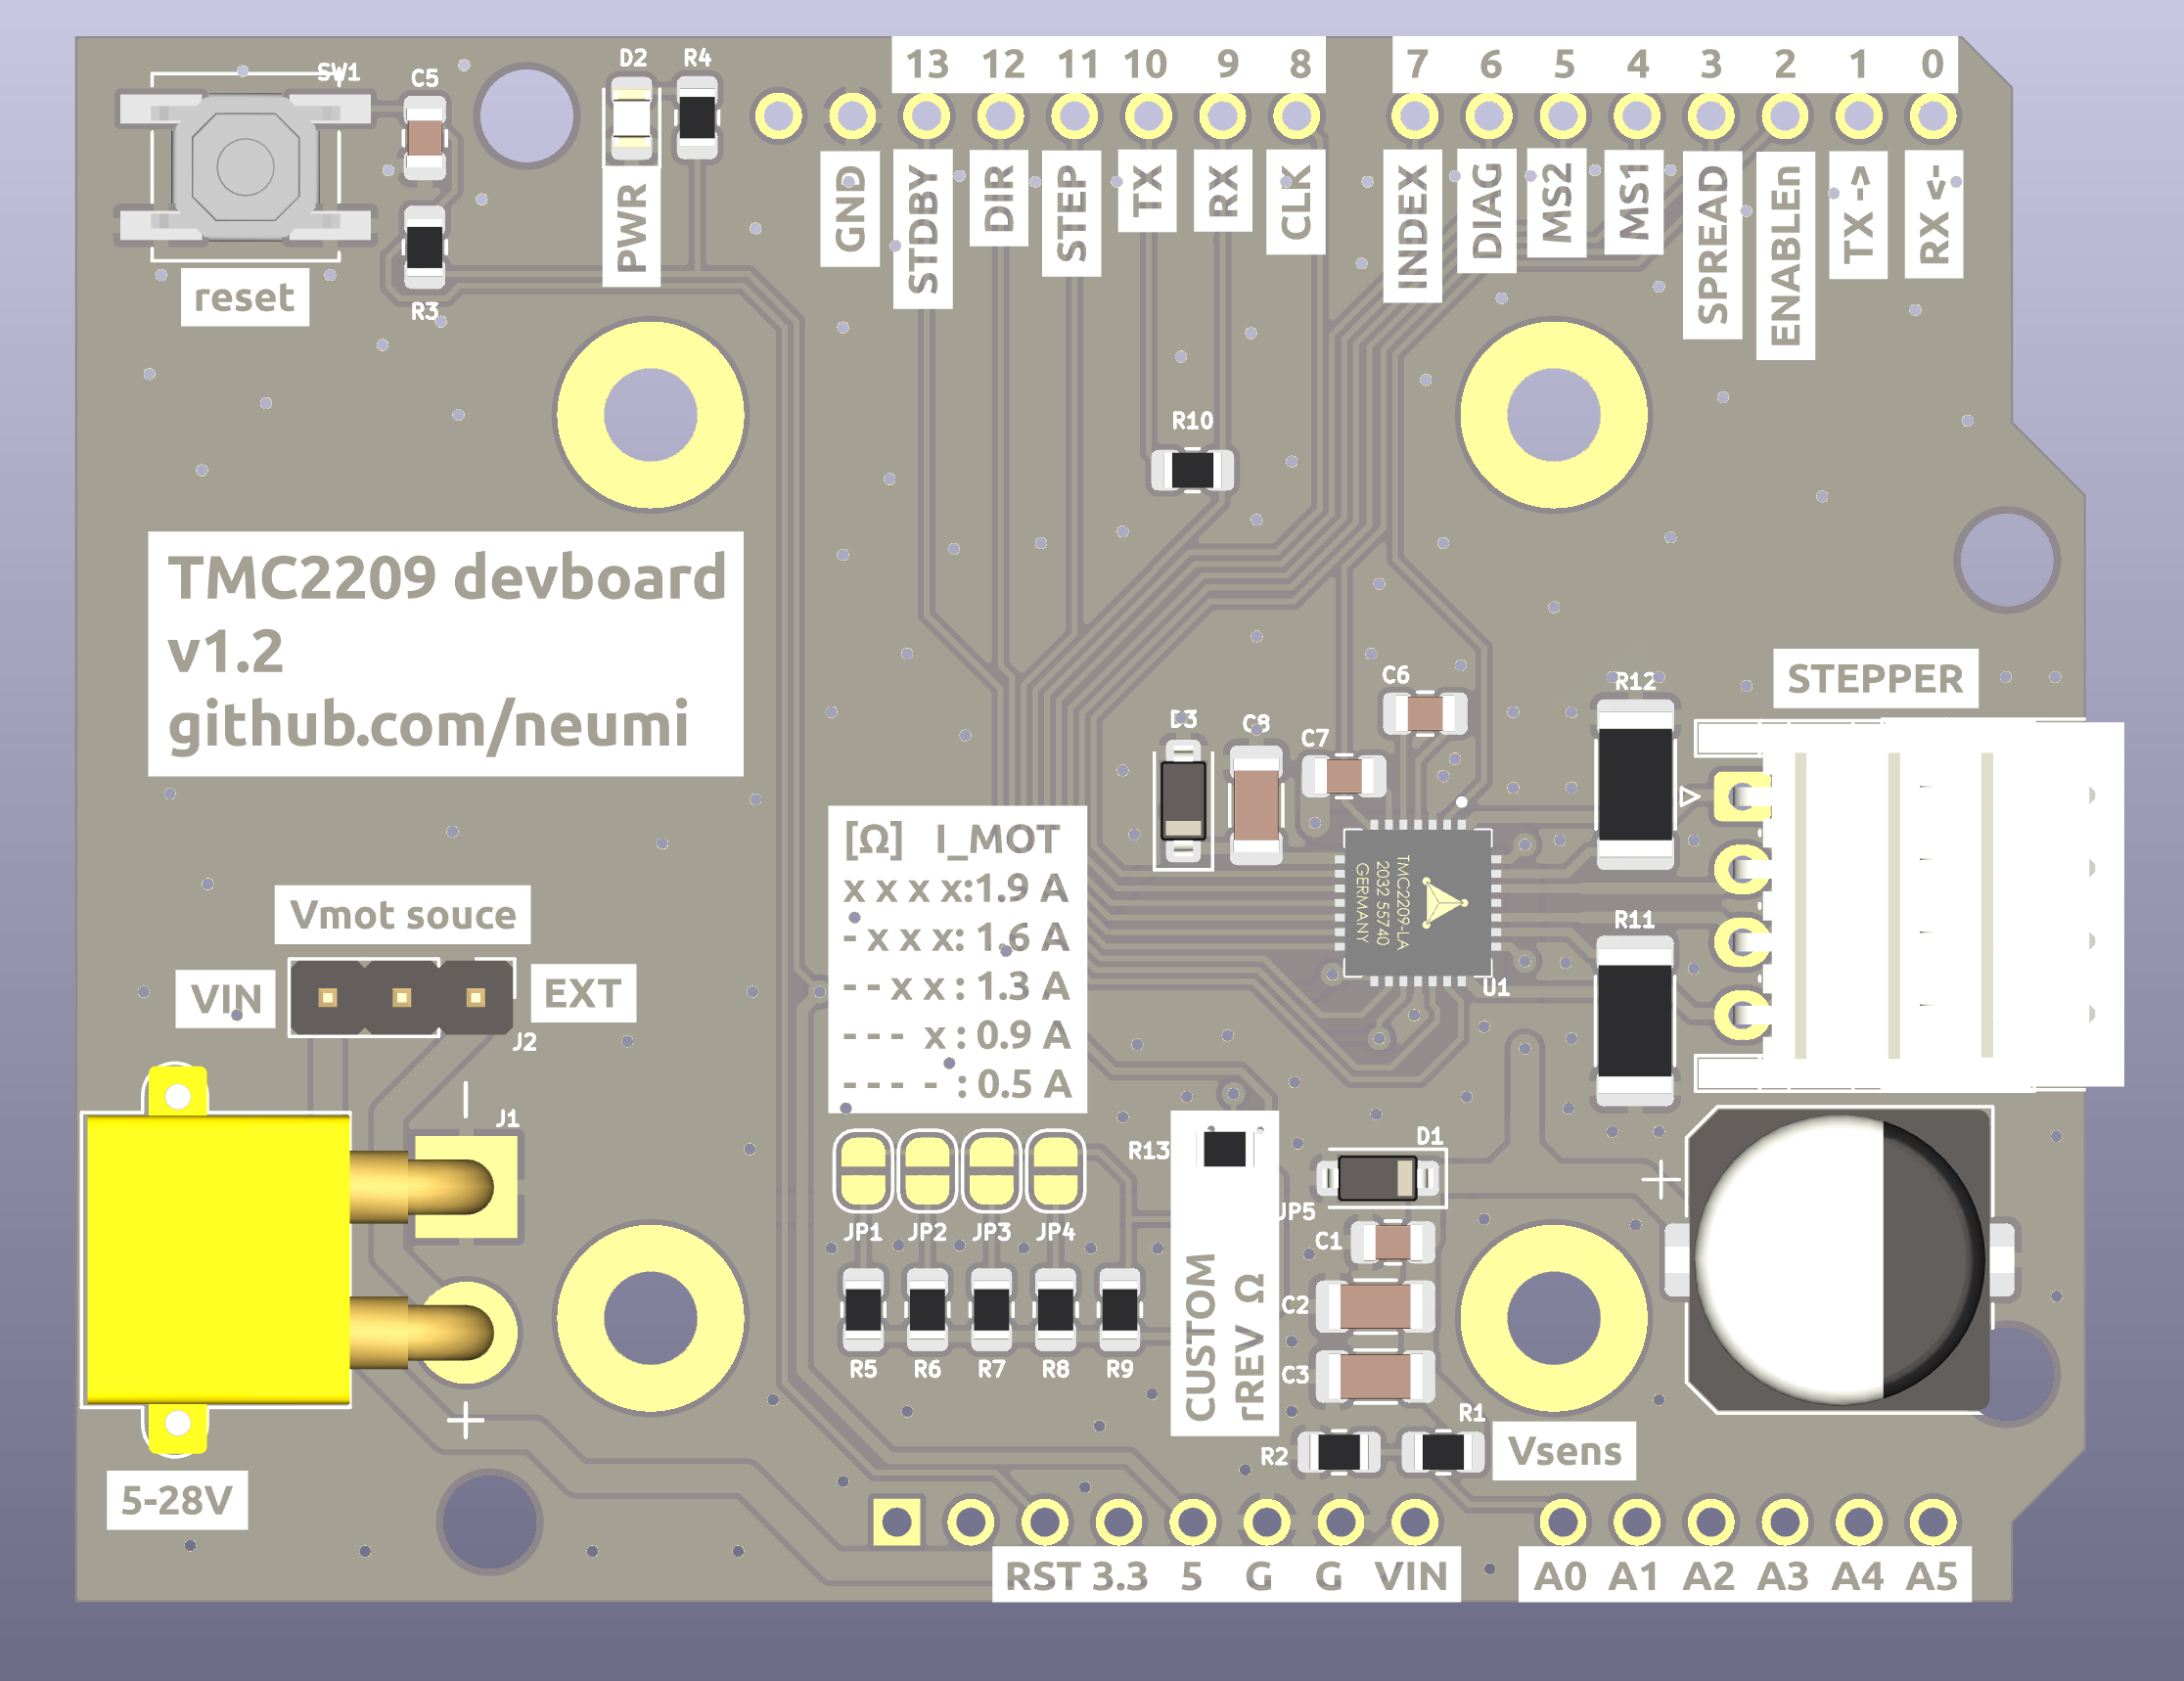 SW1
C5
D2
R4
13 12 11 10 9 8
7 6 5 4 3 2 1 0
GND
STDBY
DIR
STEP
TX
RX
CLK
INDEX
DIAG
MS2
MS1
SPREAD
ENABLEn
TX ->
RX <-
PWR
reset
R3
R10
TMC2209 devboard
v1.2
github.com/neumi
C6
R12
STEPPER
D3
C8
C7
[Ω] I_MOT
x x x x:1.9 A
- x x x: 1.6 A
- - x x : 1.3 A
- - - x : 0.9 A
- - - - : 0.5 A
TMC2209-LA
2032 55740
GERMANY
U1
R11
Vmot souce
VIN
EXT
J2
J1
R13
D1
JP5
JP1
JP2
JP3
JP4
CUSTOM
rREV Ω
C1
C2
C3
+
R5
R6
R7
R8
R9
R1
R2
Vsens
+
5-28V
RST 3.3 5 G G VIN
A0 A1 A2 A3 A4 A5